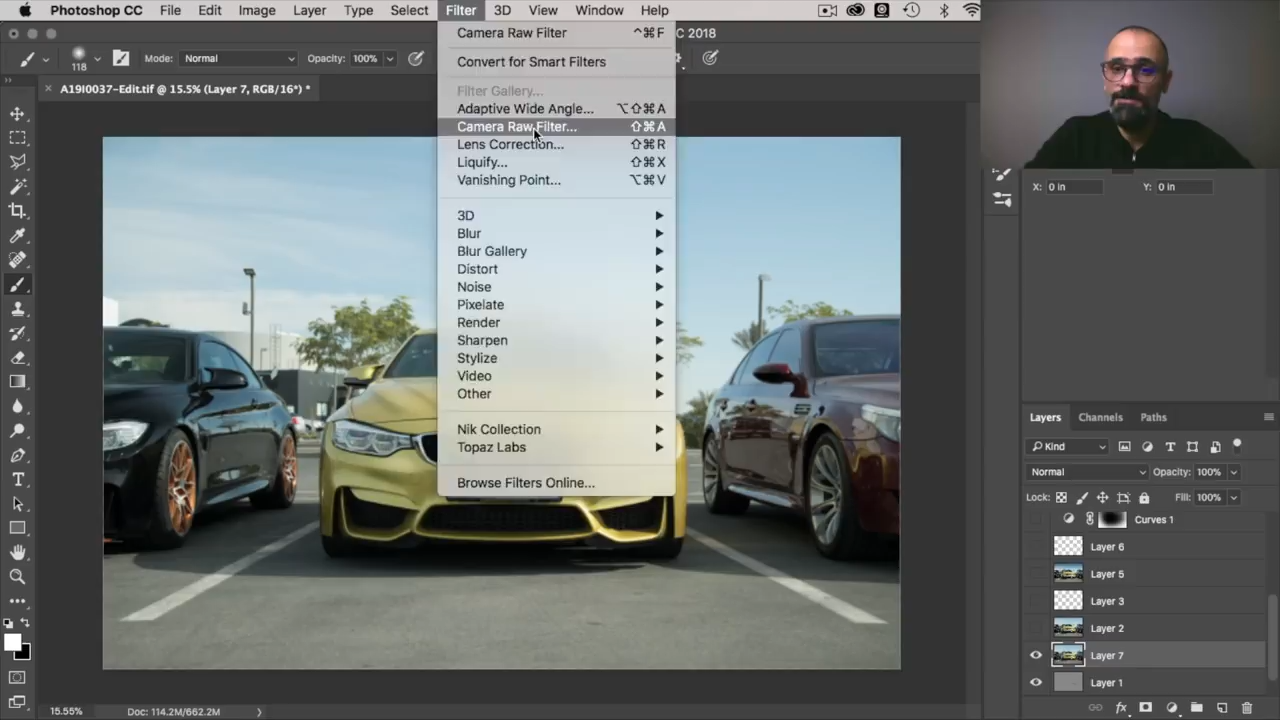 Photoshop CC File Edit Image Layer Type Select Filter 3D View Window Help
C 2018
118 Mode: Normal Opacity: 100%
A19I0037-Edit.tif @ 15.5% (Layer 7, RGB/16*) *
Camera Raw Filter ^⌘F
Convert for Smart Filters
Filter Gallery...
Adaptive Wide Angle... ⌥⇧⌘A
Camera Raw Filter... ⇧⌘A
Lens Correction... ⇧⌘R
Liquify... ⇧⌘X
Vanishing Point... ⌥⌘V
3D
Blur
Blur Gallery
Distort
Noise
Pixelate
Render
Sharpen
Stylize
Video
Other
Nik Collection
Topaz Labs
Browse Filters Online...
X: 0 in Y: 0 in
Layers Channels Paths
Kind
Normal Opacity: 100%
Lock: Fill: 100%
Curves 1
Layer 6
Layer 5
Layer 3
Layer 2
Layer 7
Layer 1
fx
15.55% Doc: 114.2M/662.2M